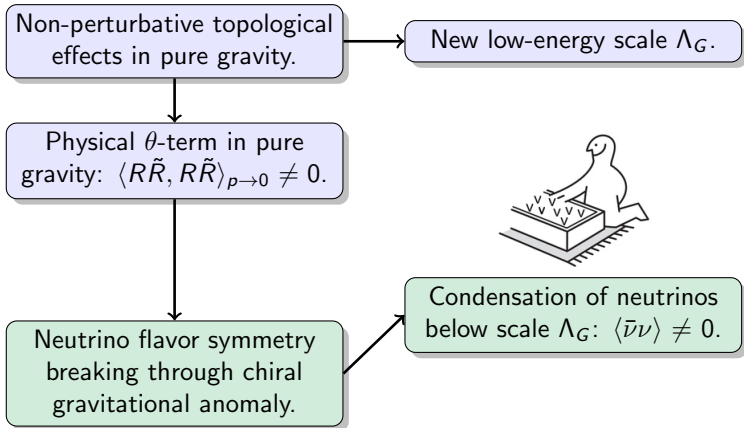 Non-perturbative topological
effects in pure gravity.
New low-energy scale Λ_G.
Physical θ-term in pure
gravity: ⟨RR̃, RR̃⟩_{p→0} ≠ 0.
Condensation of neutrinos
below scale Λ_G: ⟨ν̄ν⟩ ≠ 0.
Neutrino flavor symmetry
breaking through chiral
gravitational anomaly.